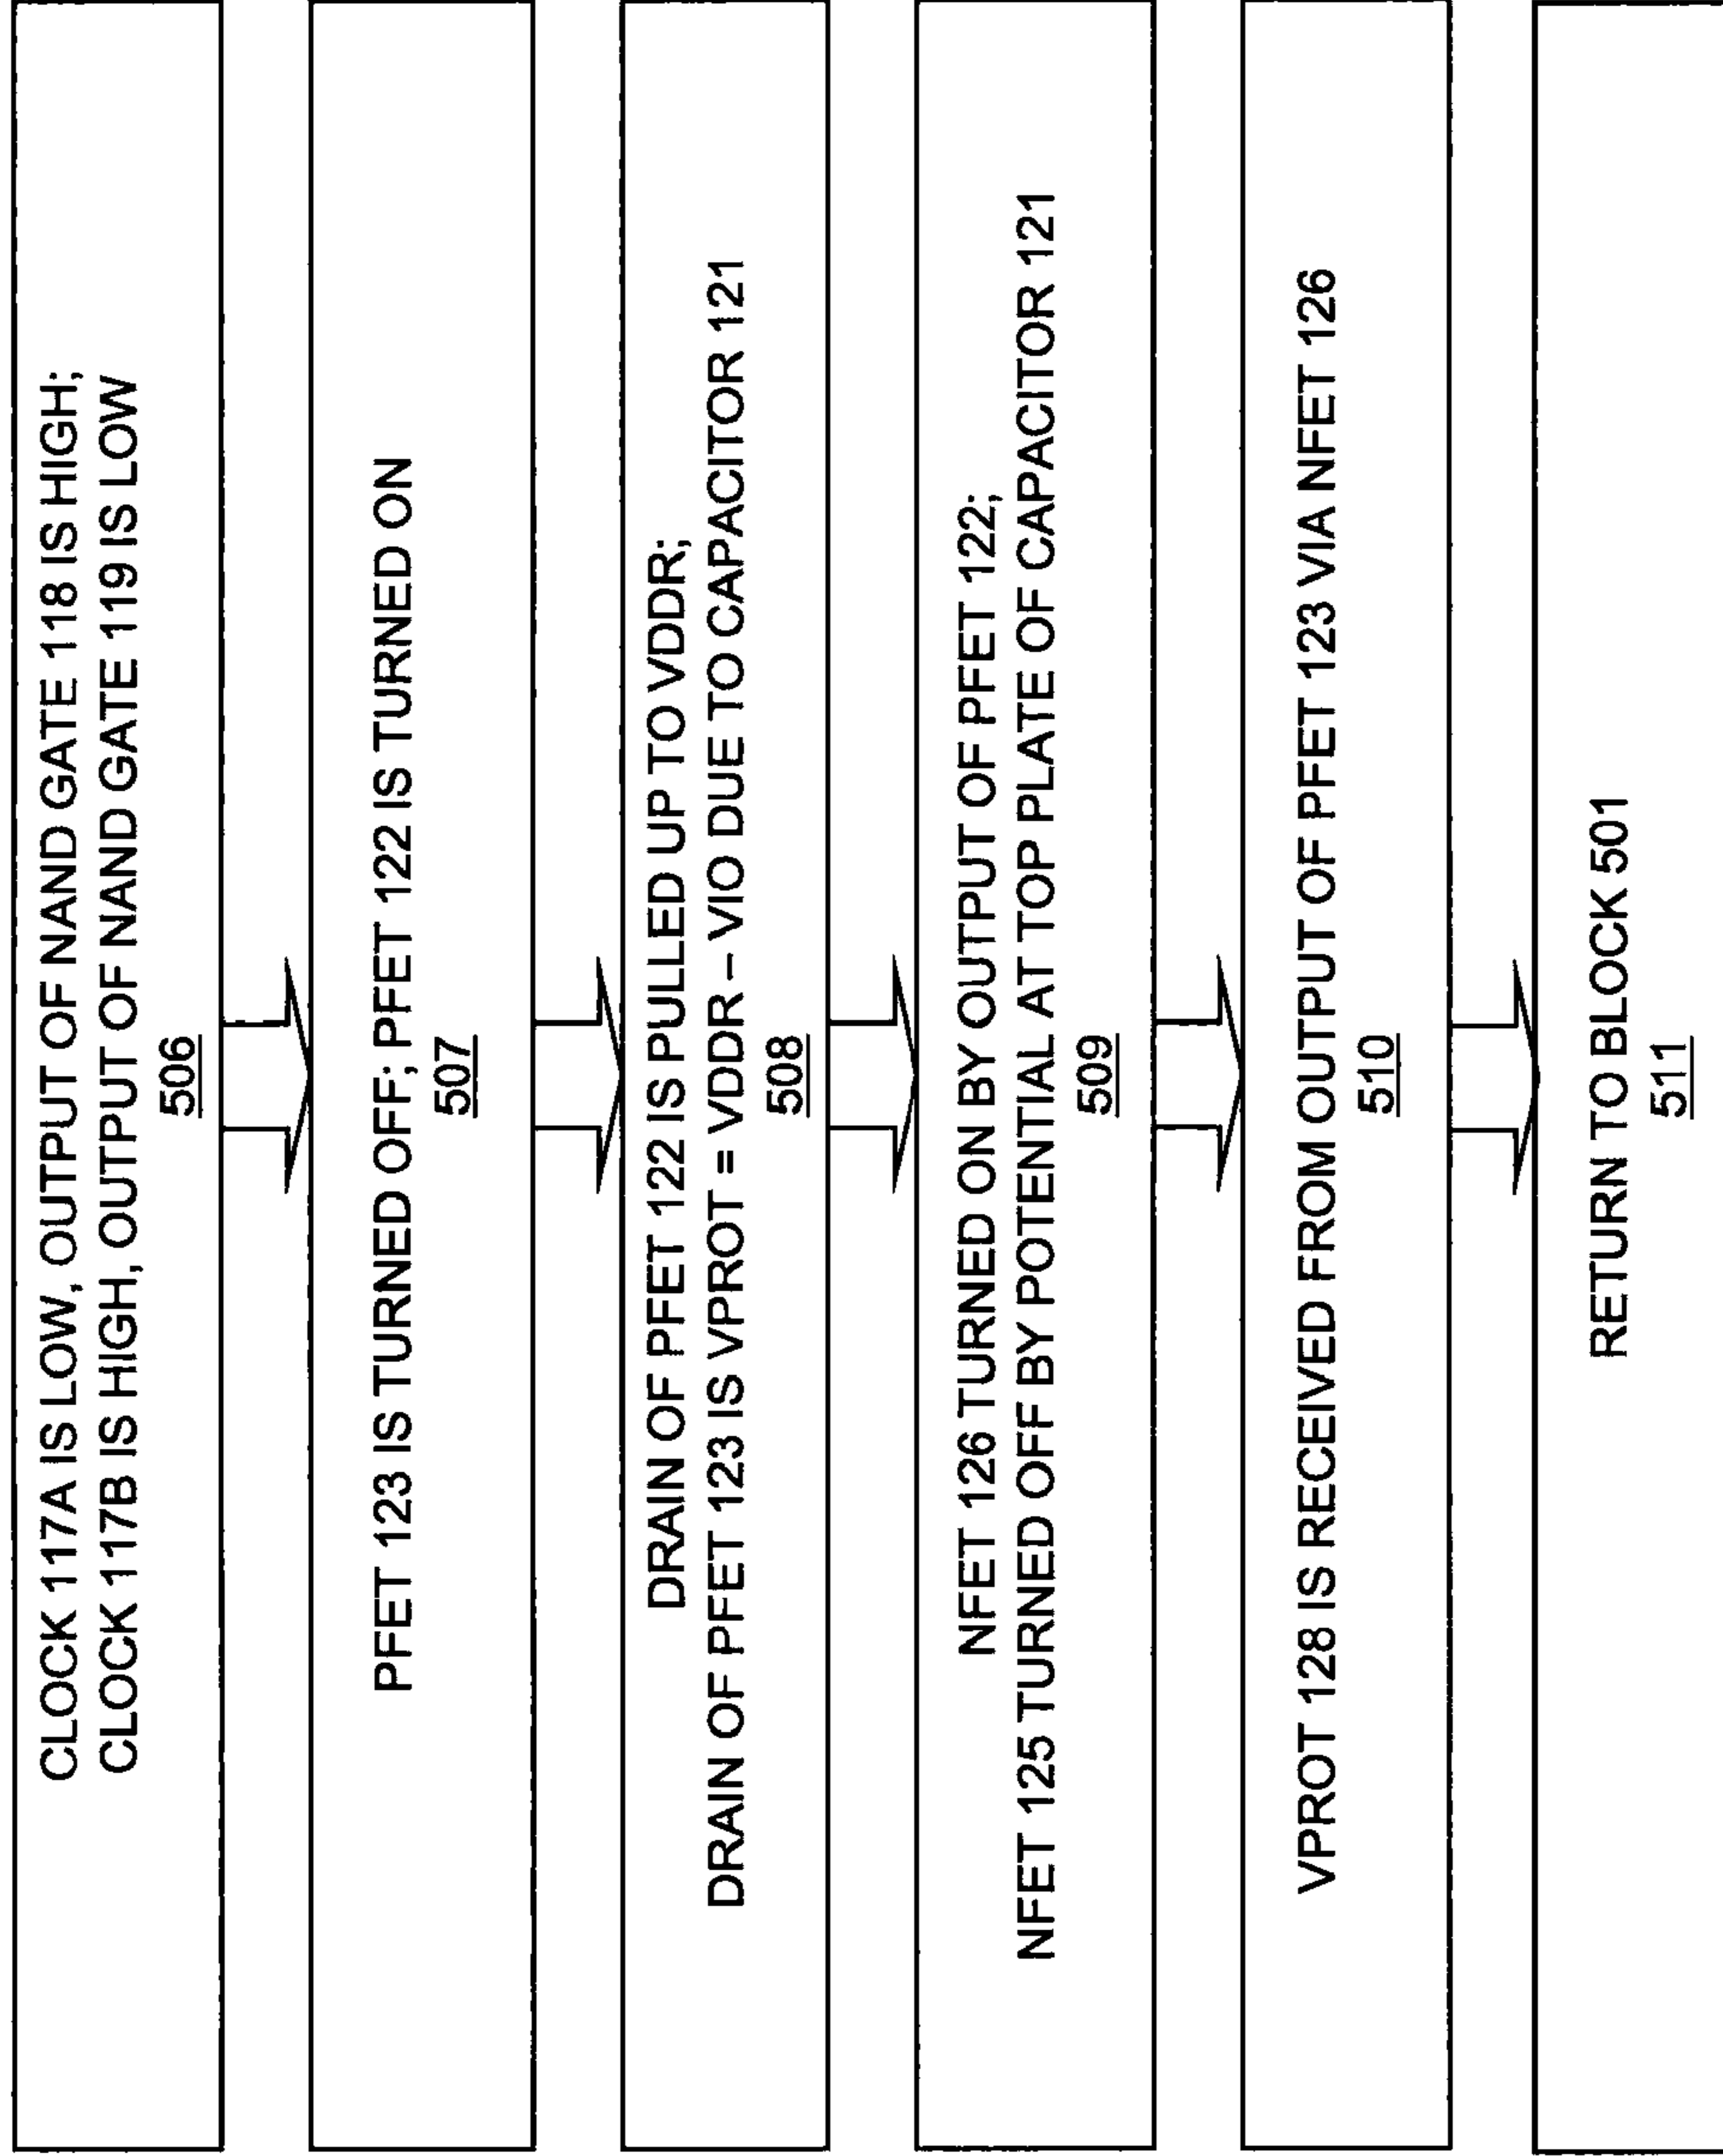 CLOCK 117A IS LOW, OUTPUT OF NAND GATE 118 IS HIGH;
CLOCK 117B IS HIGH, OUTPUT OF NAND GATE 119 IS LOW
506
PFET 123 IS TURNED OFF; PFET 122 IS TURNED ON
507
DRAIN OF PFET 122 IS PULLED UP TO VDDR;
DRAIN OF PFET 123 IS VPROT = VDDR – VIO DUE TO CAPACITOR 121
508
NFET 126 TURNED ON BY OUTPUT OF PFET 122;
NFET 125 TURNED OFF BY POTENTIAL AT TOP PLATE OF CAPACITOR 121
509
VPROT 128 IS RECEIVED FROM OUTPUT OF PFET 123 VIA NFET 126
510
RETURN TO BLOCK 501
511